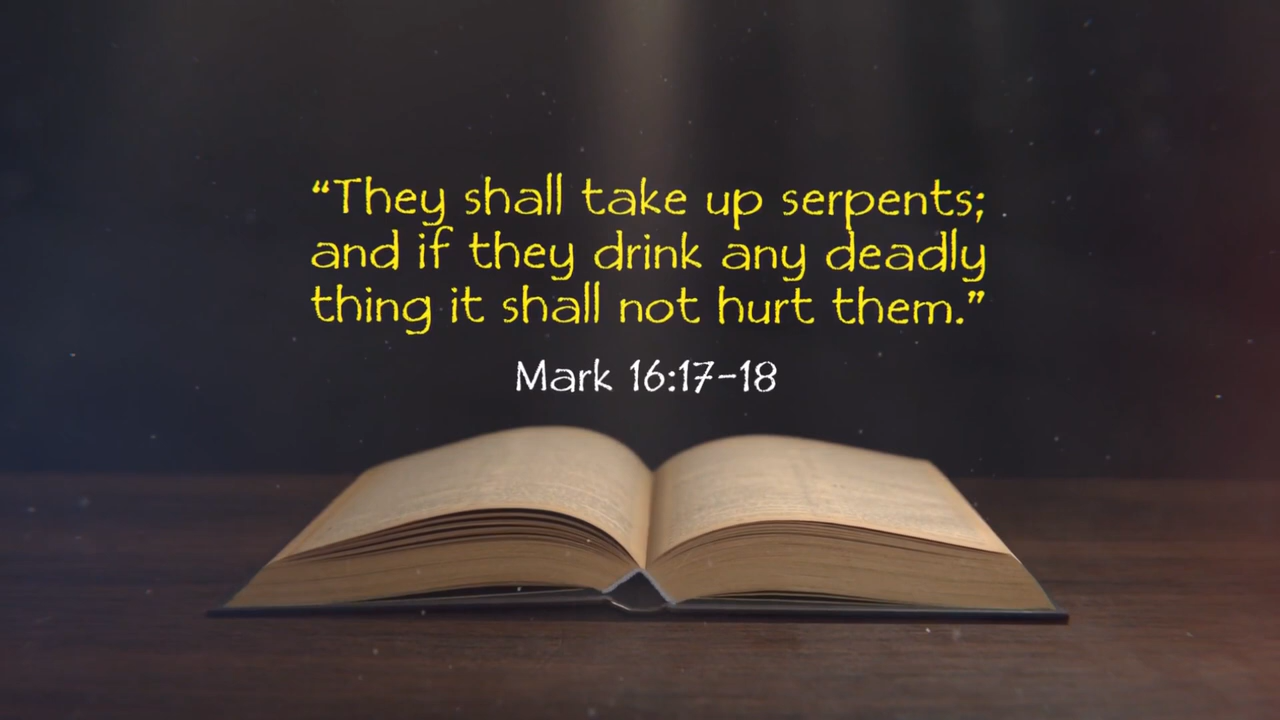 “They shall take up serpents;
and if they drink any deadly
thing it shall not hurt them.”
Mark 16:17-18